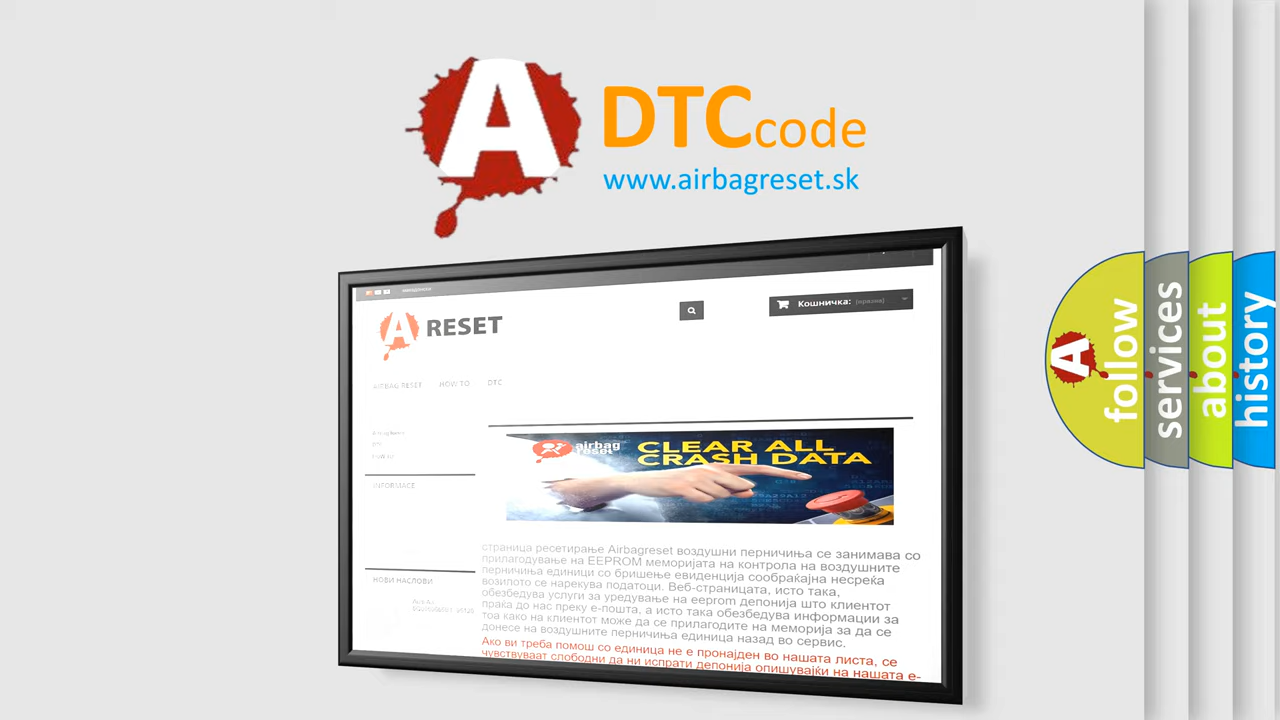 A
DTCcode
www.airbagreset.sk
A RESET
Кошничка: (празна)
AIRBAG RESET HOW TO DTC
INFORMACE
airbag reset
CLEAR ALL
CRASH DATA
страница ресетирање Airbagreset воздушни перничиња се занимава со
прилагодување на EEPROM меморијата на контрола на воздушните
перничиња единици со бришење евиденција сообраќајна несреќа
возилото се нарекува податоци. Веб-страницата, исто така,
обезбедува услуги за уредување на eeprom депонија што клиентот
праќа до нас преку е-пошта, а исто така обезбедува информации за
тоа како на клиентот може да се прилагодите на меморија за да се
донесе на воздушните перничиња единица назад во сервис.
Ако ви треба помош со единица не е пронајден во нашата листа, се
чувствуваат слободни да ни испрати депонија опишувајќи на нашата е-
НОВИ НАСЛОВИ
A
follow
services
about
history